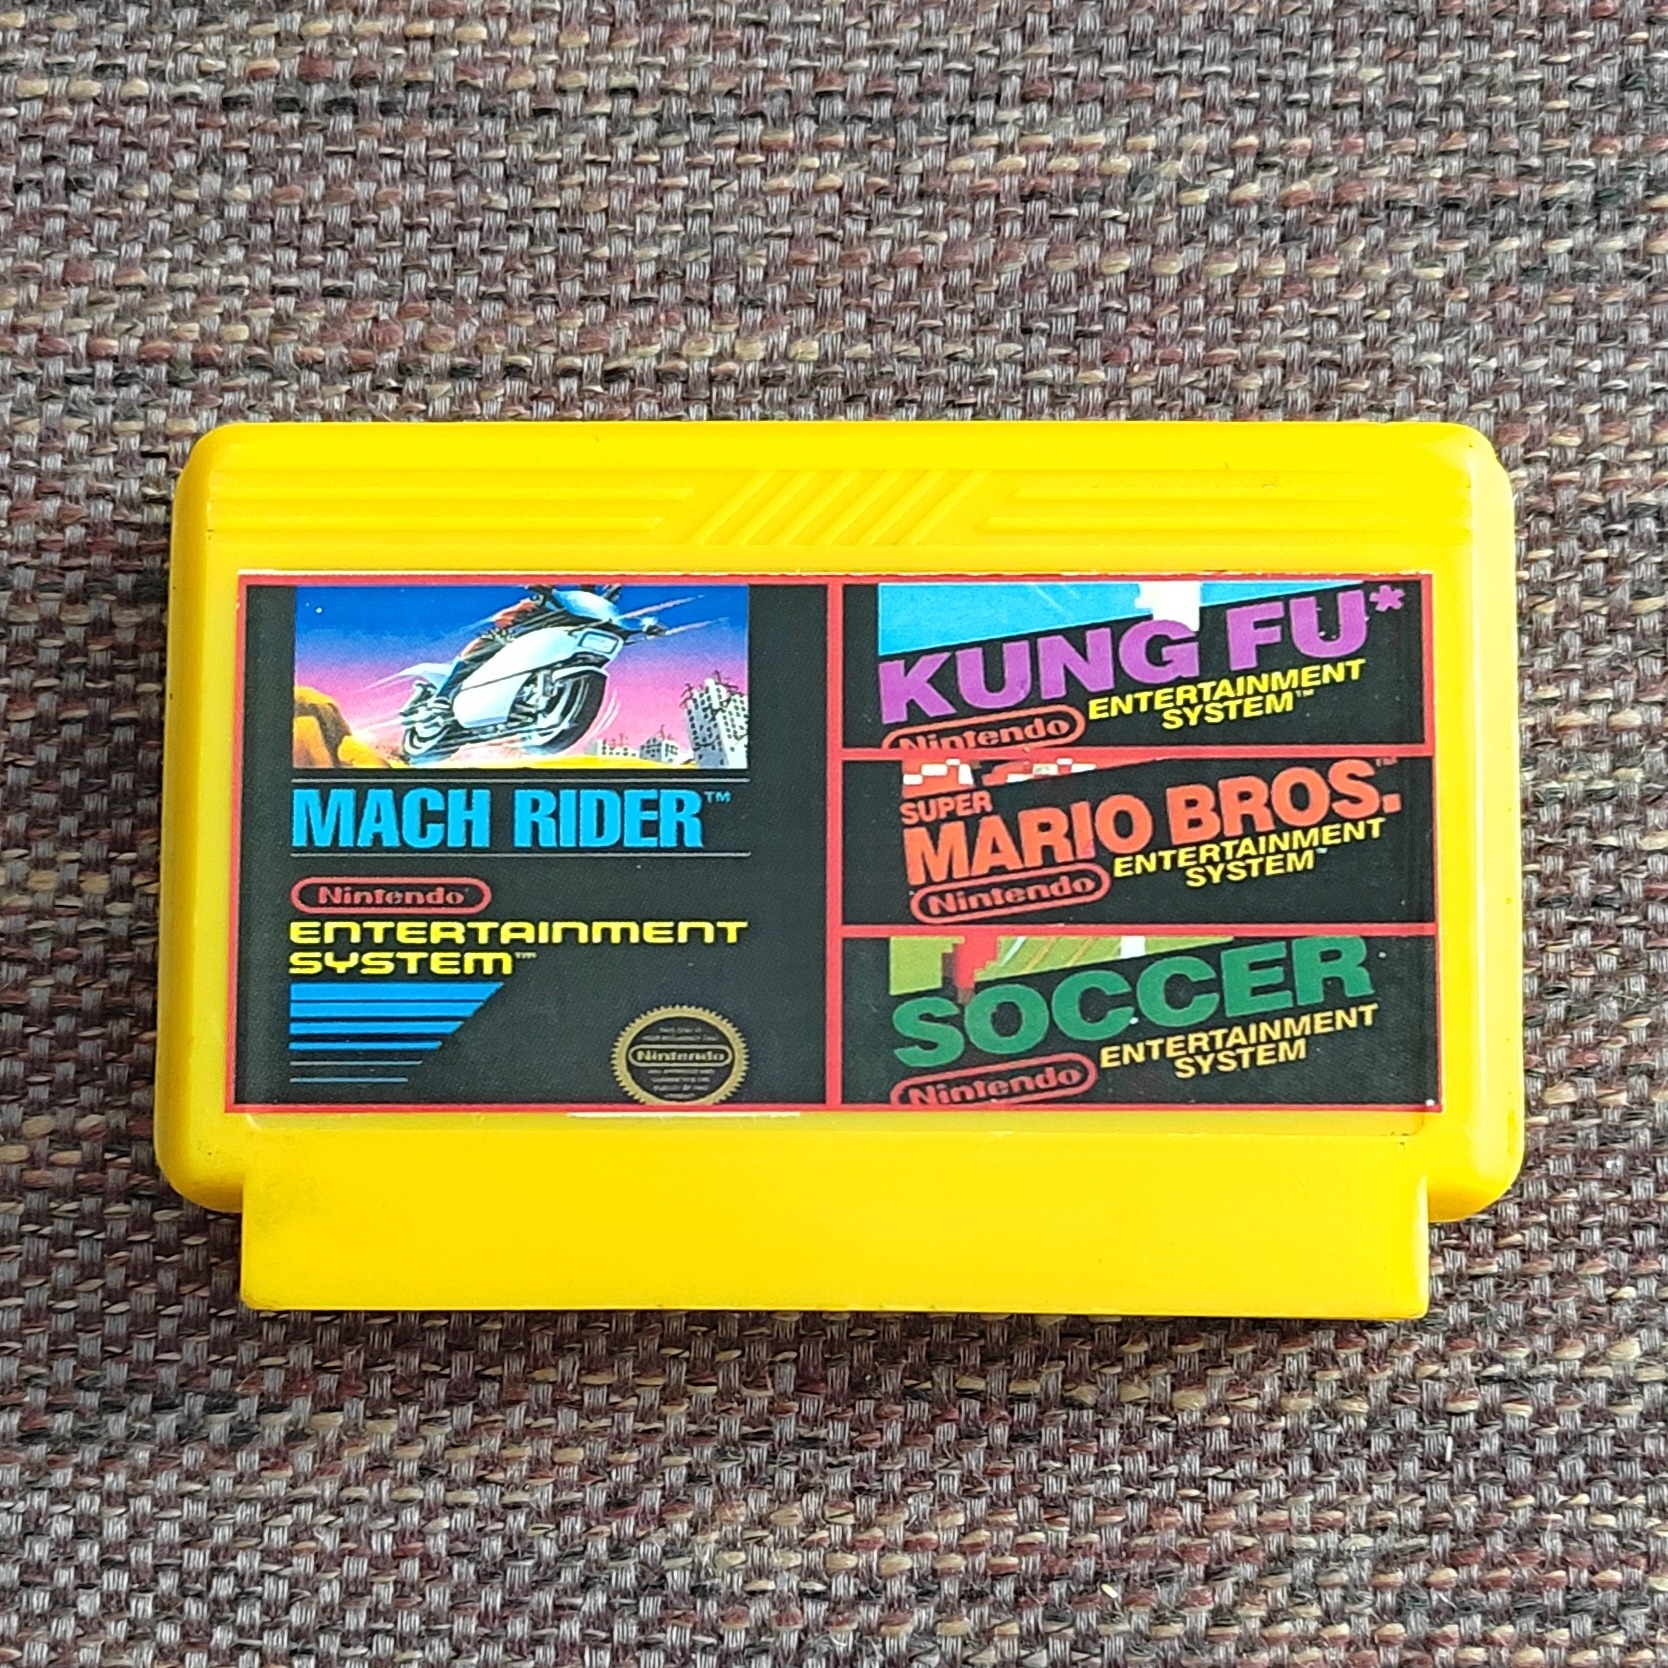 MACH RIDER™
Nintendo®
ENTERTAINMENT
SYSTEM™
Nintendo
KUNG FU*
Nintendo
ENTERTAINMENT
SYSTEM™
SUPER
MARIO BROS.™
Nintendo
ENTERTAINMENT
SYSTEM™
SOCCER
Nintendo
ENTERTAINMENT
SYSTEM